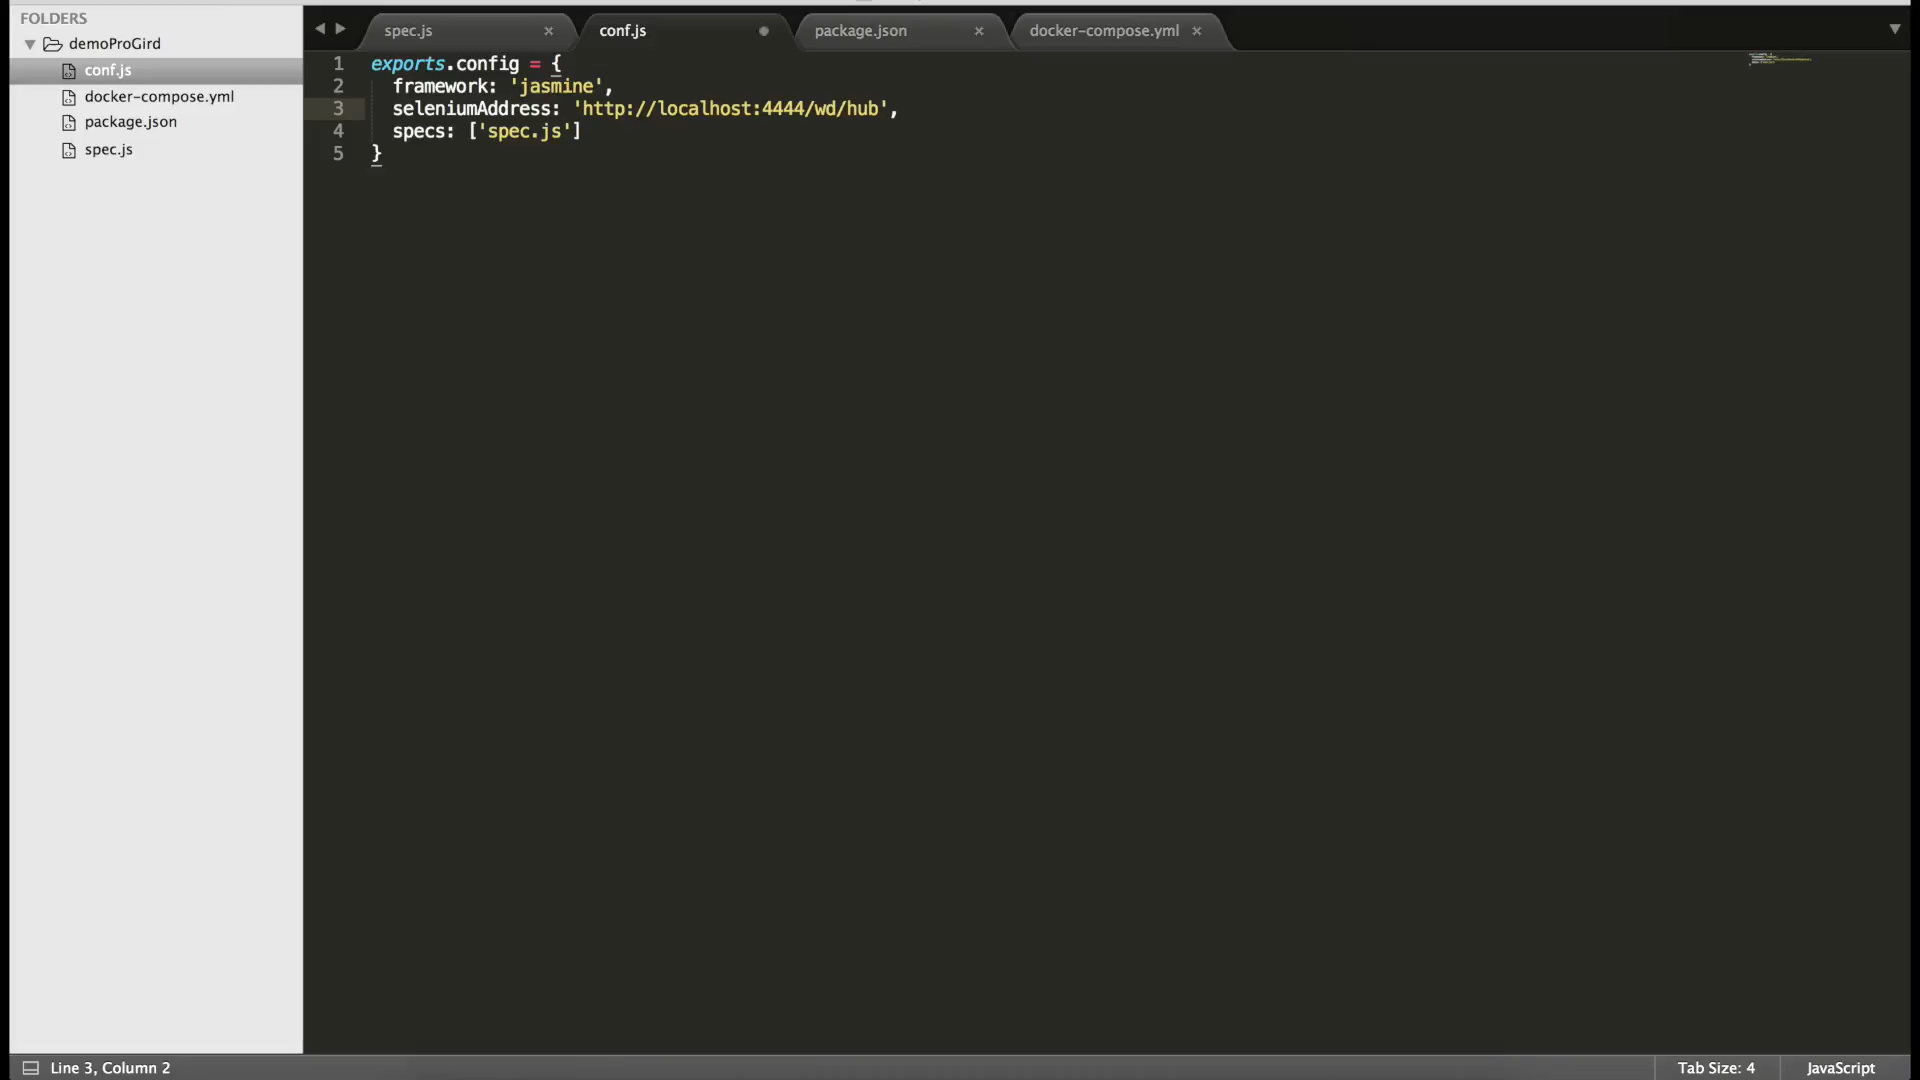 FOLDERS
demoProGird
conf.js
docker-compose.yml
package.json
spec.js
spec.js × conf.js package.json × docker-compose.yml ×
1 exports.config = {
2 framework: 'jasmine',
3 seleniumAddress: 'http://localhost:4444/wd/hub',
4 specs: ['spec.js']
5 }
Line 3, Column 2 Tab Size: 4 JavaScript